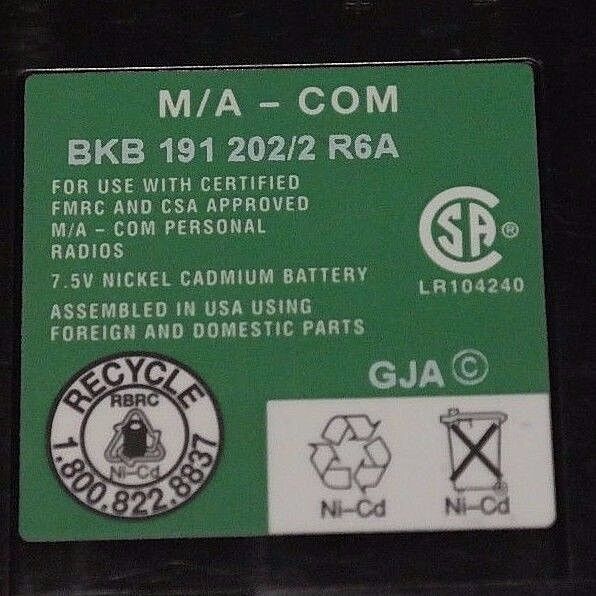 M/A – COM
BKB 191 202/2 R6A
FOR USE WITH CERTIFIED
FMRC AND CSA APPROVED
M/A – COM PERSONAL
RADIOS
7.5V NICKEL CADMIUM BATTERY
ASSEMBLED IN USA USING
FOREIGN AND DOMESTIC PARTS
SA ®
LR104240
GJA ©
RECYCLE
RBRC
Ni–Cd
1.800.822.8837
Ni–Cd
Ni–Cd